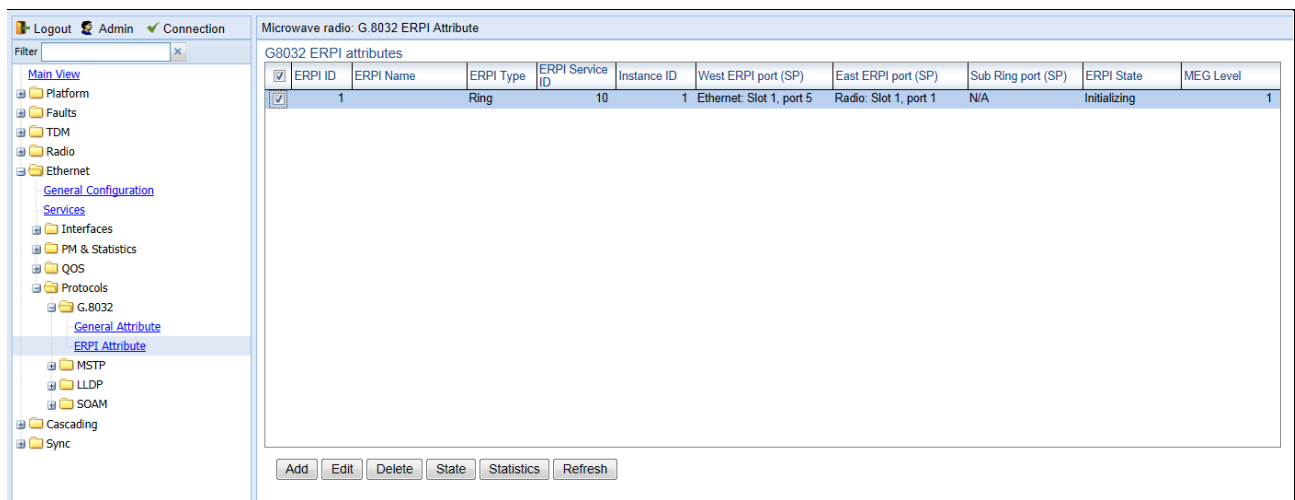 Logout Admin Connection
Filter
Main View
Platform
Faults
TDM
Radio
Ethernet
General Configuration
Services
Interfaces
PM & Statistics
QOS
Protocols
G.8032
General Attribute
ERPI Attribute
MSTP
LLDP
SOAM
Cascading
Sync
Microwave radio: G.8032 ERPI Attribute
G8032 ERPI attributes
ERPI ID ERPI Name ERPI Type ERPI Service ID Instance ID West ERPI port (SP) East ERPI port (SP) Sub Ring port (SP) ERPI State MEG Level
1 Ring 10 1 Ethernet: Slot 1, port 5 Radio: Slot 1, port 1 N/A Initializing 1
Add Edit Delete State Statistics Refresh